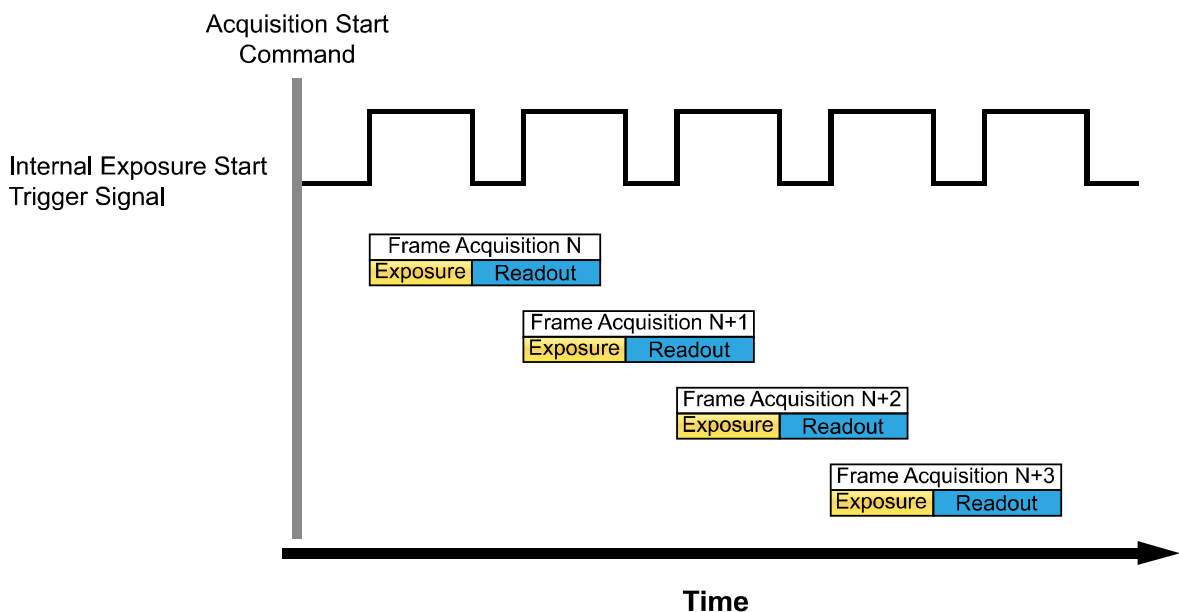 Acquisition Start
Command
Internal Exposure Start
Trigger Signal
Frame Acquisition N
Exposure Readout
Frame Acquisition N+1
Exposure Readout
Frame Acquisition N+2
Exposure Readout
Frame Acquisition N+3
Exposure Readout
Time